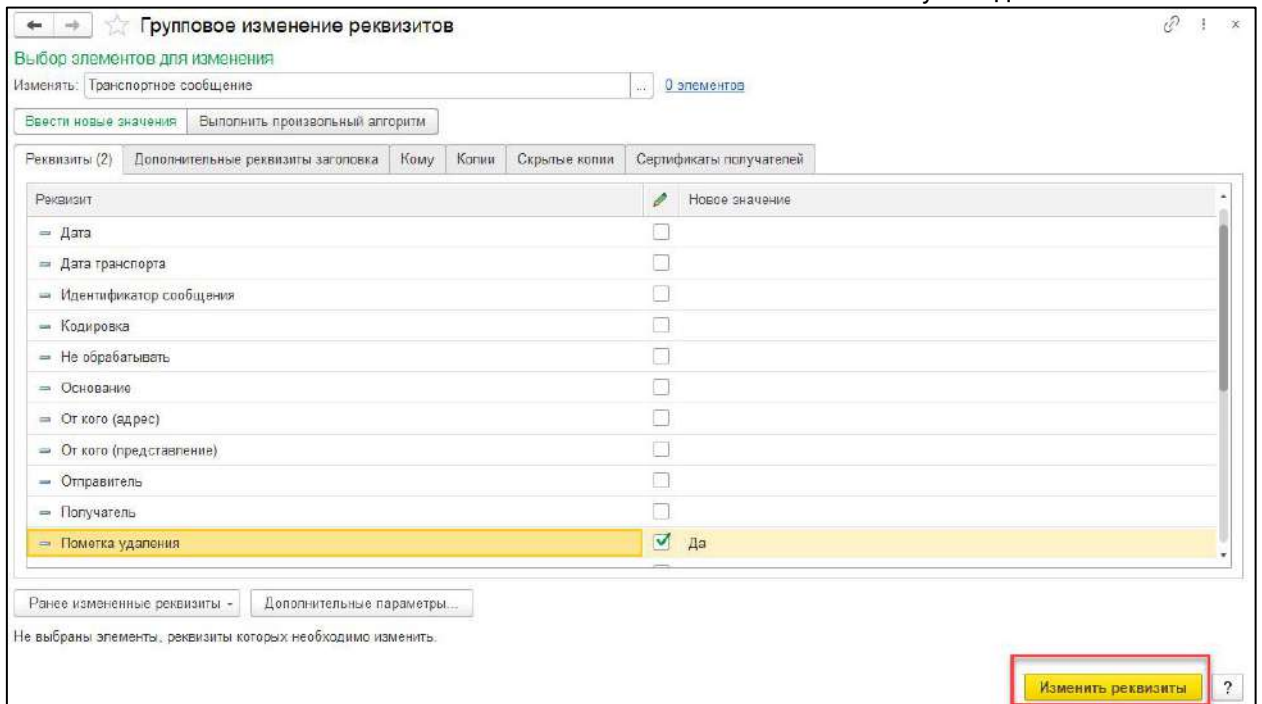 Групповое изменение реквизитов
Выбор элементов для изменения
Изменять: Транспортное сообщение ... 0 элементов
Ввести новые значения Выполнить произвольный алгоритм
Реквизиты (2) Дополнительные реквизиты заголовка Кому Копии Скрытые копии Сертификаты получателей
Реквизит Новое значение
Дата
Дата транспорта
Идентификатор сообщения
Кодировка
Не обрабатывать
Основание
От кого (адрес)
От кого (представление)
Отправитель
Получатель
Пометка удаления Да
Ранее измененные реквизиты Дополнительные параметры...
Не выбраны элементы, реквизиты которых необходимо изменить.
Изменить реквизиты ?